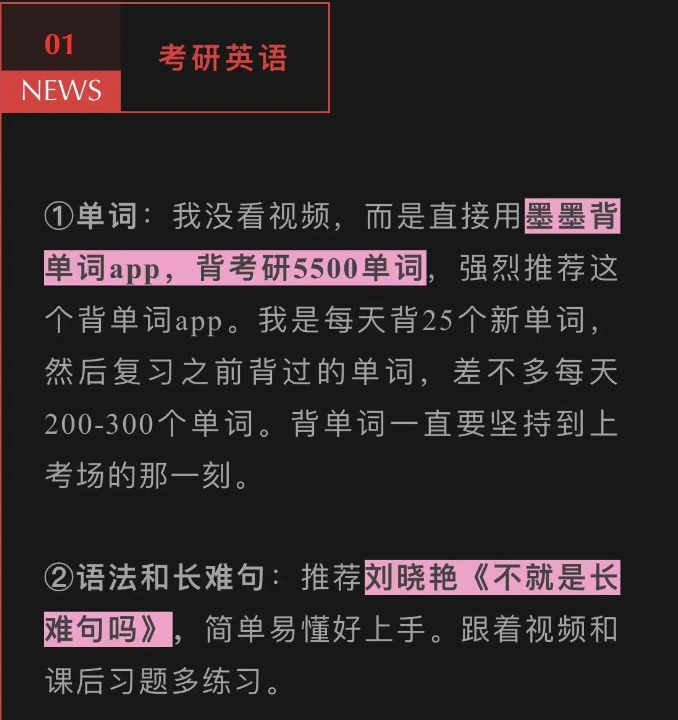 01
NEWS
考研英语
①单词：我没看视频，而是直接用墨墨背
单词app，背考研5500单词，强烈推荐这
个背单词app。我是每天背25个新单词，
然后复习之前背过的单词，差不多每天
200-300个单词。背单词一直要坚持到上
考场的那一刻。
②语法和长难句：推荐刘晓艳《不就是长
难句吗》，简单易懂好上手。跟着视频和
课后习题多练习。